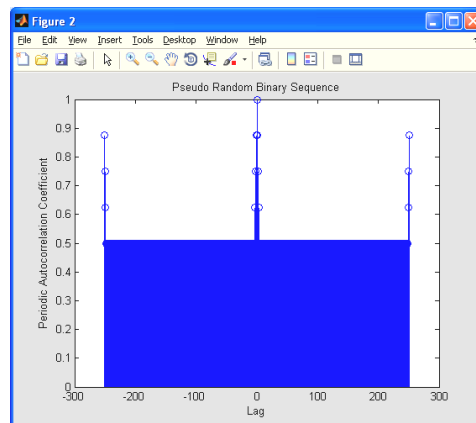 Figure 2
File Edit View Insert Tools Desktop Window Help
Pseudo Random Binary Sequence
1
0.9
0.8
0.7
0.6
0.5
0.4
0.3
0.2
0.1
0
Periodic Autocorrelation Coefficient
-300 -200 -100 0 100 200 300
Lag